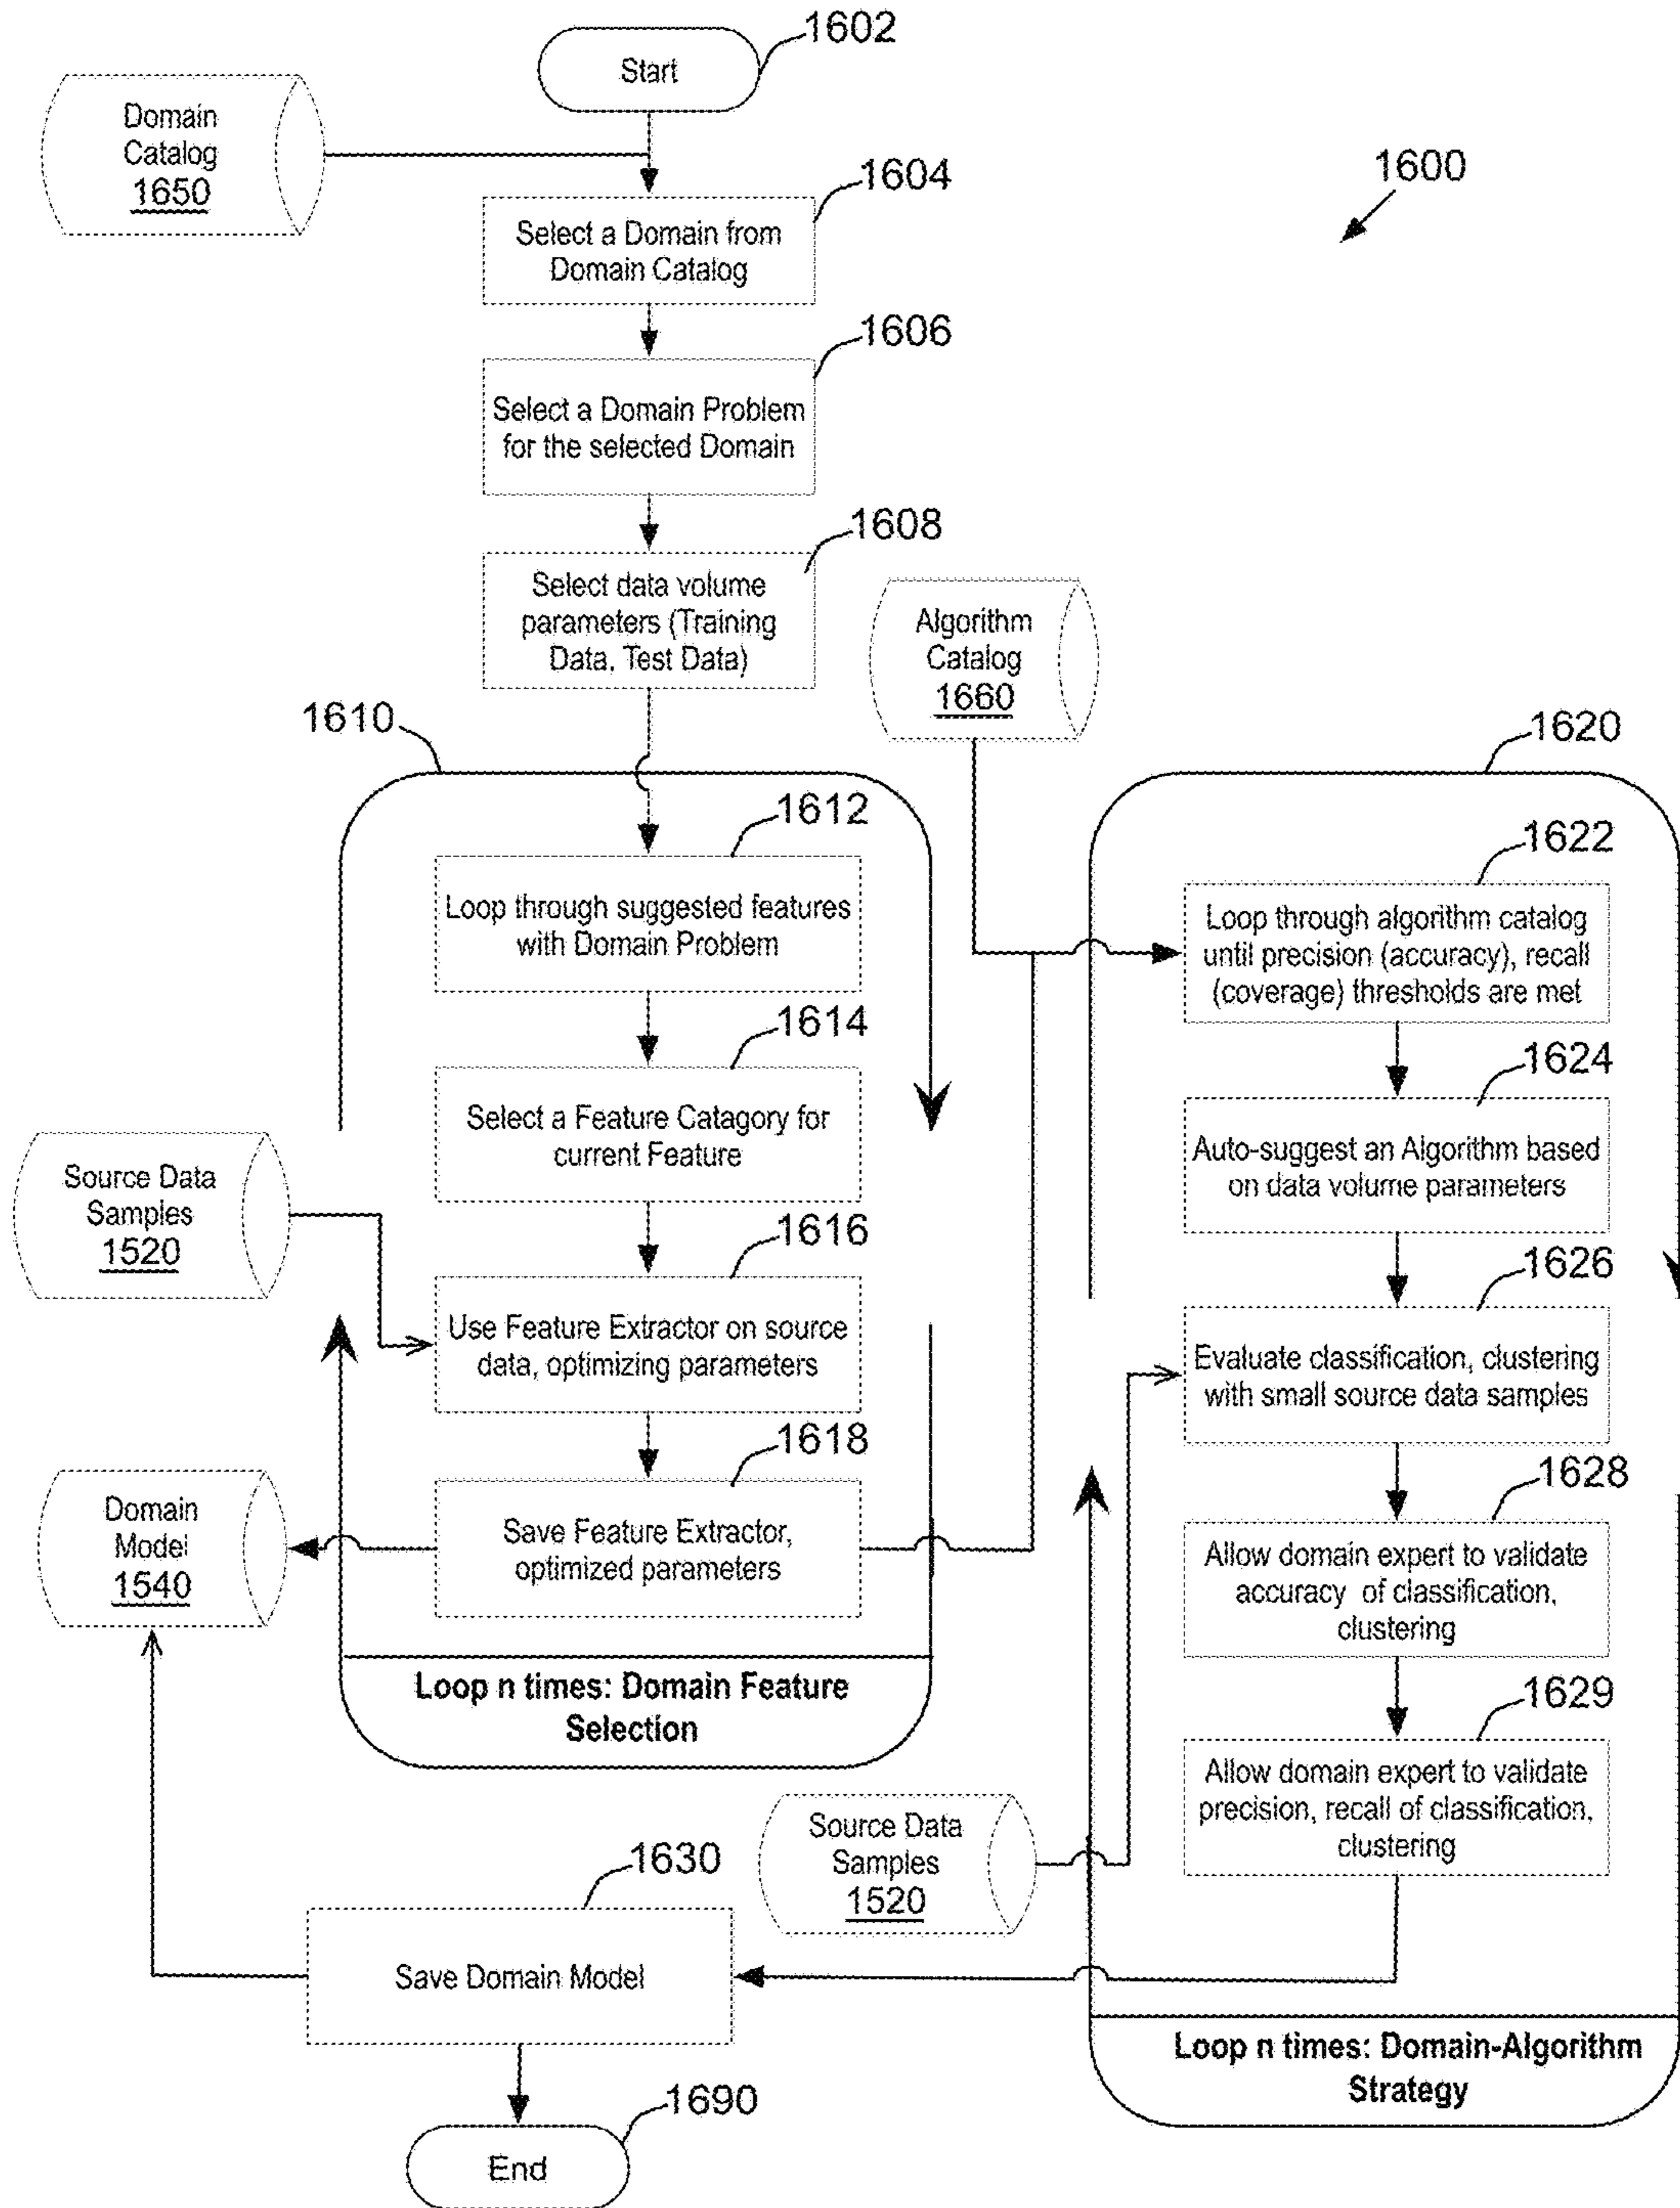 1602
Start
Domain
Catalog
1650
1600
1604
Select a Domain from
Domain Catalog
1606
Select a Domain Problem
for the selected Domain
1608
Select data volume
parameters (Training
Data, Test Data)
Algorithm
Catalog
1660
1610
1620
1612
Loop through suggested features
with Domain Problem
1622
Loop through algorithm catalog
until precision (accuracy), recall
(coverage) thresholds are met
1614
Select a Feature Catagory for
current Feature
1624
Auto-suggest an Algorithm based
on data volume parameters
Source Data
Samples
1520
1616
Use Feature Extractor on source
data, optimizing parameters
1626
Evaluate classification, clustering
with small source data samples
1618
Save Feature Extractor,
optimized parameters
Domain
Model
1540
1628
Allow domain expert to validate
accuracy of classification,
clustering
Loop n times: Domain Feature
Selection
1629
Allow domain expert to validate
precision, recall of classification,
clustering
Source Data
Samples
1520
1630
Save Domain Model
Loop n times: Domain-Algorithm
Strategy
1690
End